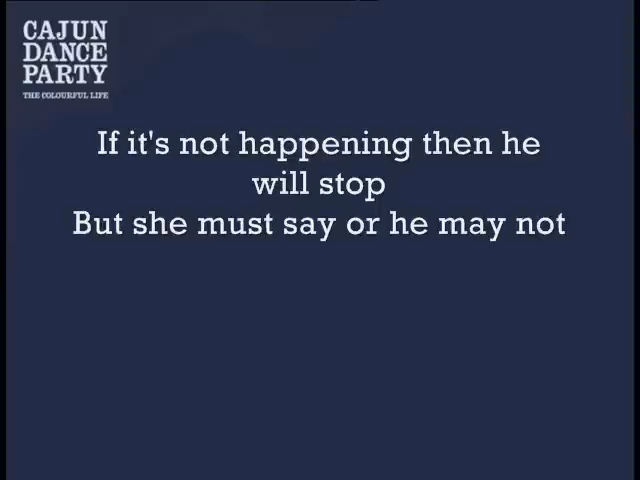 CAJUN
DANCE
PARTY
THE COLOURFUL LIFE
If it's not happening then he
will stop
But she must say or he may not